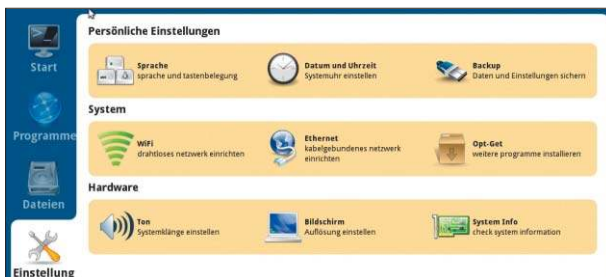 Start
Programme
Dateien
Einstellung
Persönliche Einstellungen
Sprache
sprache und tastenbelegung
Datum und Uhrzeit
Systemuhr einstellen
Backup
Daten und Einstellungen sichern
System
WiFi
drahtloses netzwerk einrichten
Ethernet
kabelgebundenes netzwerk
einrichten
Opt-Get
weitere programme installieren
Hardware
Ton
Systemklänge einstellen
Bildschirm
Auflösung einstellen
System Info
check system information